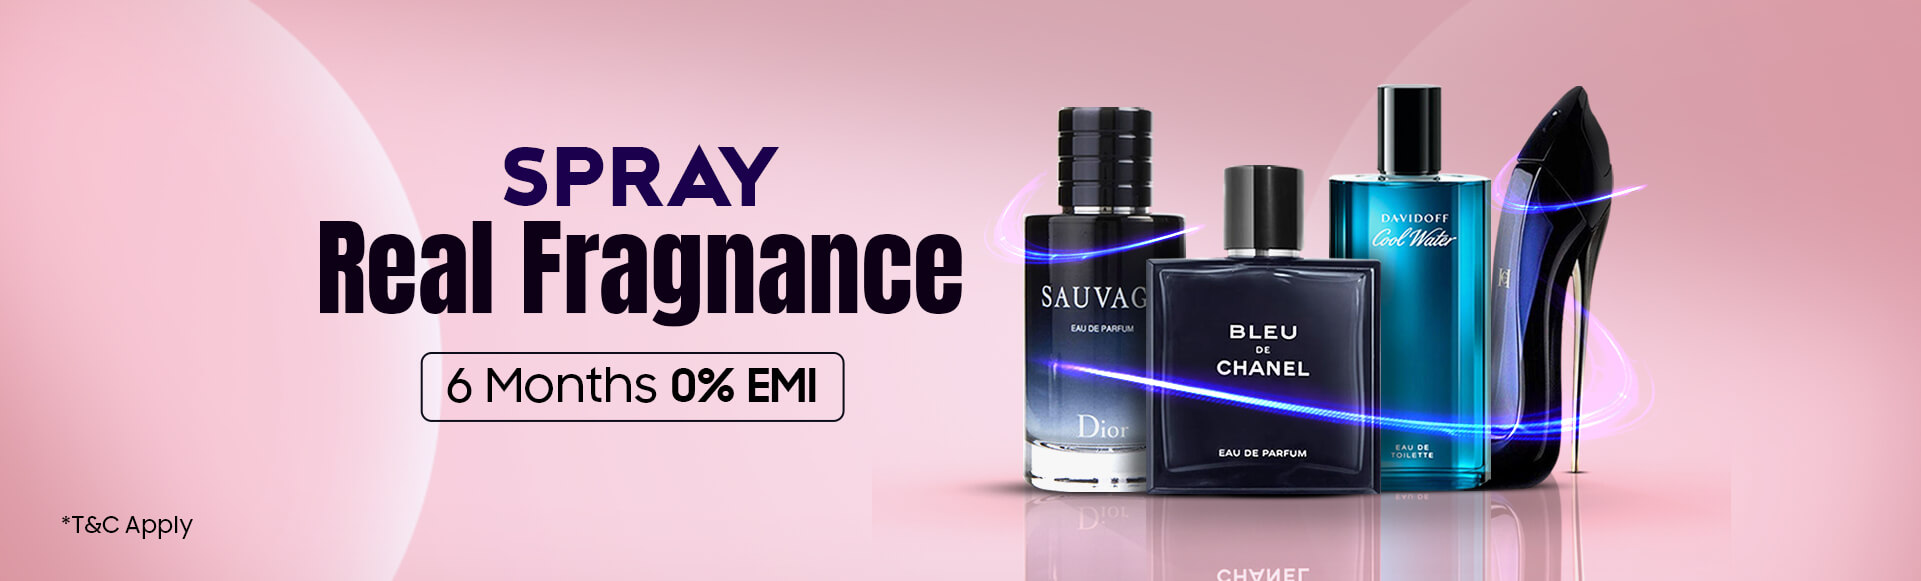 SPRAY
Real Fragnance
6 Months 0% EMI
*T&C Apply
SAUVAG
EAU DE PARFUM
Dior
BLEU
DE
CHANEL
EAU DE PARFUM
DAVIDOFF
Cool Water
EAU DE
TOILETTE
CH